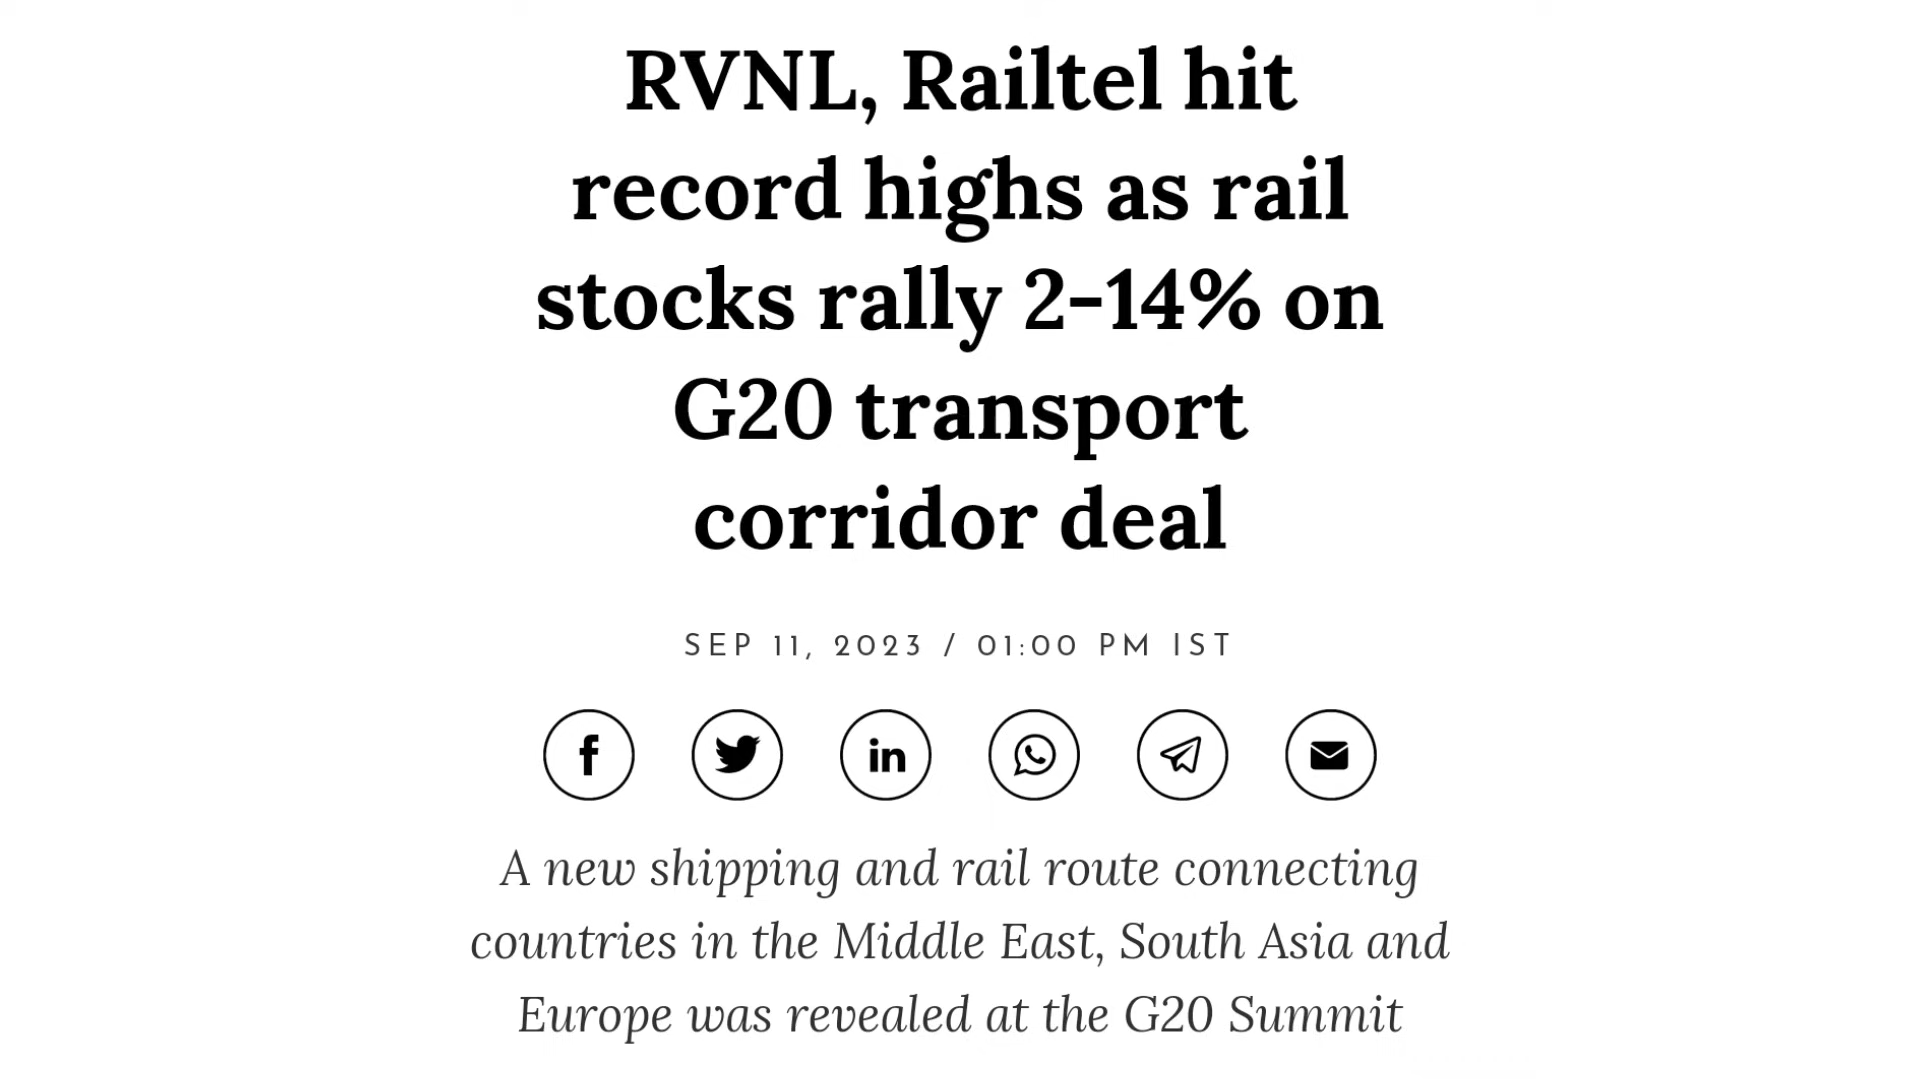 RVNL, Railtel hit
record highs as rail
stocks rally 2-14% on
G20 transport
corridor deal
SEP 11, 2023 / 01:00 PM IST
f
in
A new shipping and rail route connecting
countries in the Middle East, South Asia and
Europe was revealed at the G20 Summit